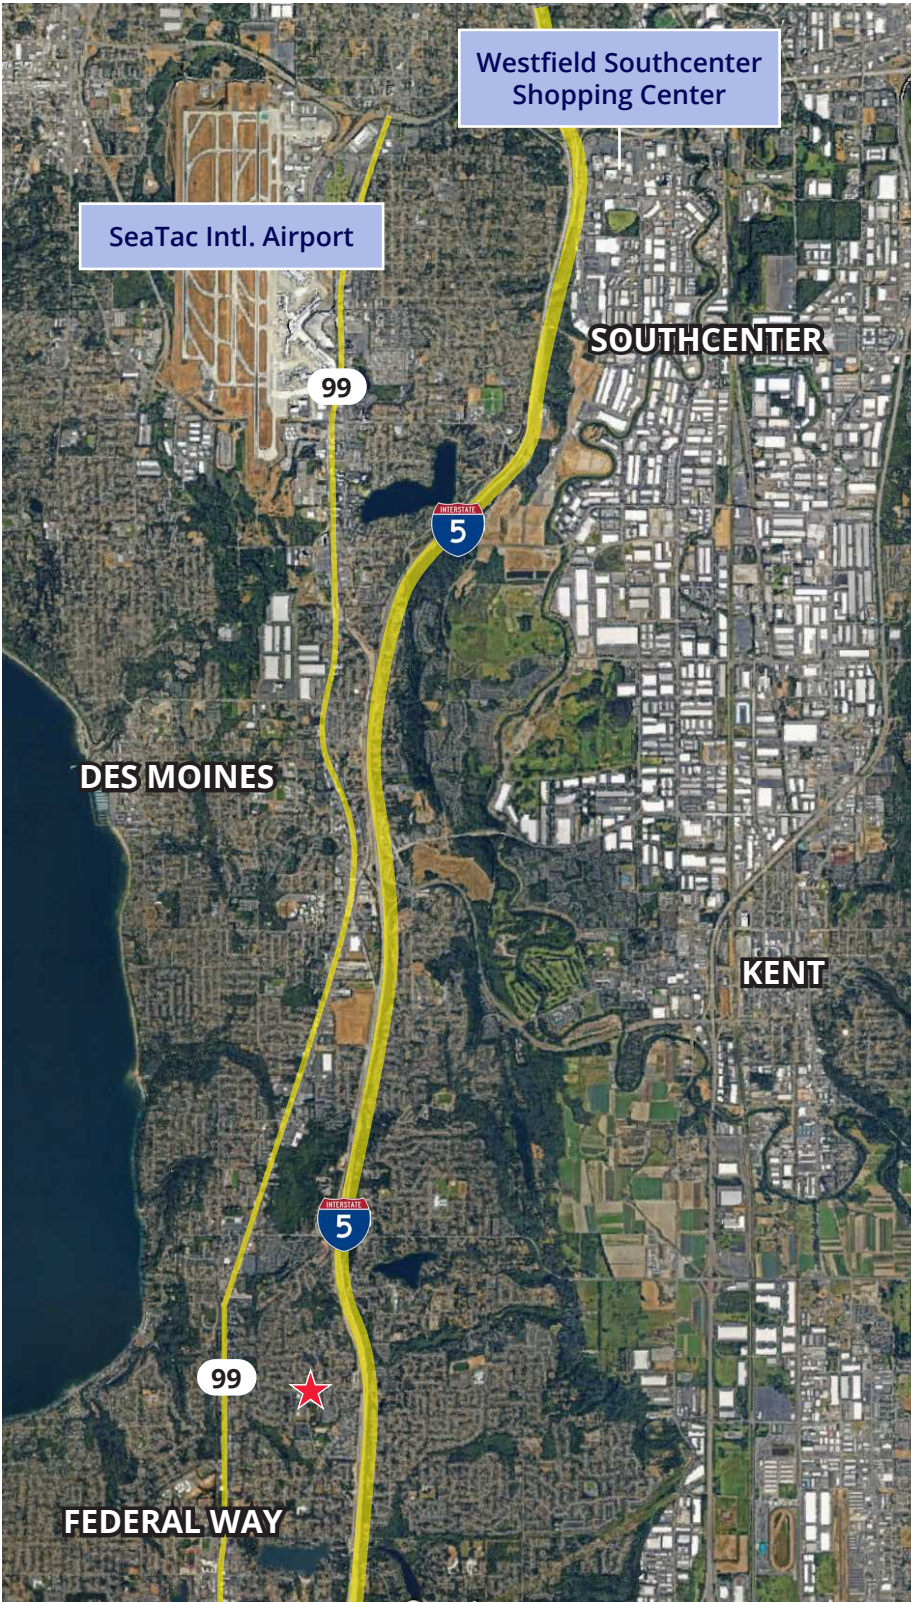 Westfield Southcenter
Shopping Center
SeaTac Intl. Airport
SOUTHCENTER
99
INTERSTATE
5
DES MOINES
KENT
INTERSTATE
5
99
FEDERAL WAY